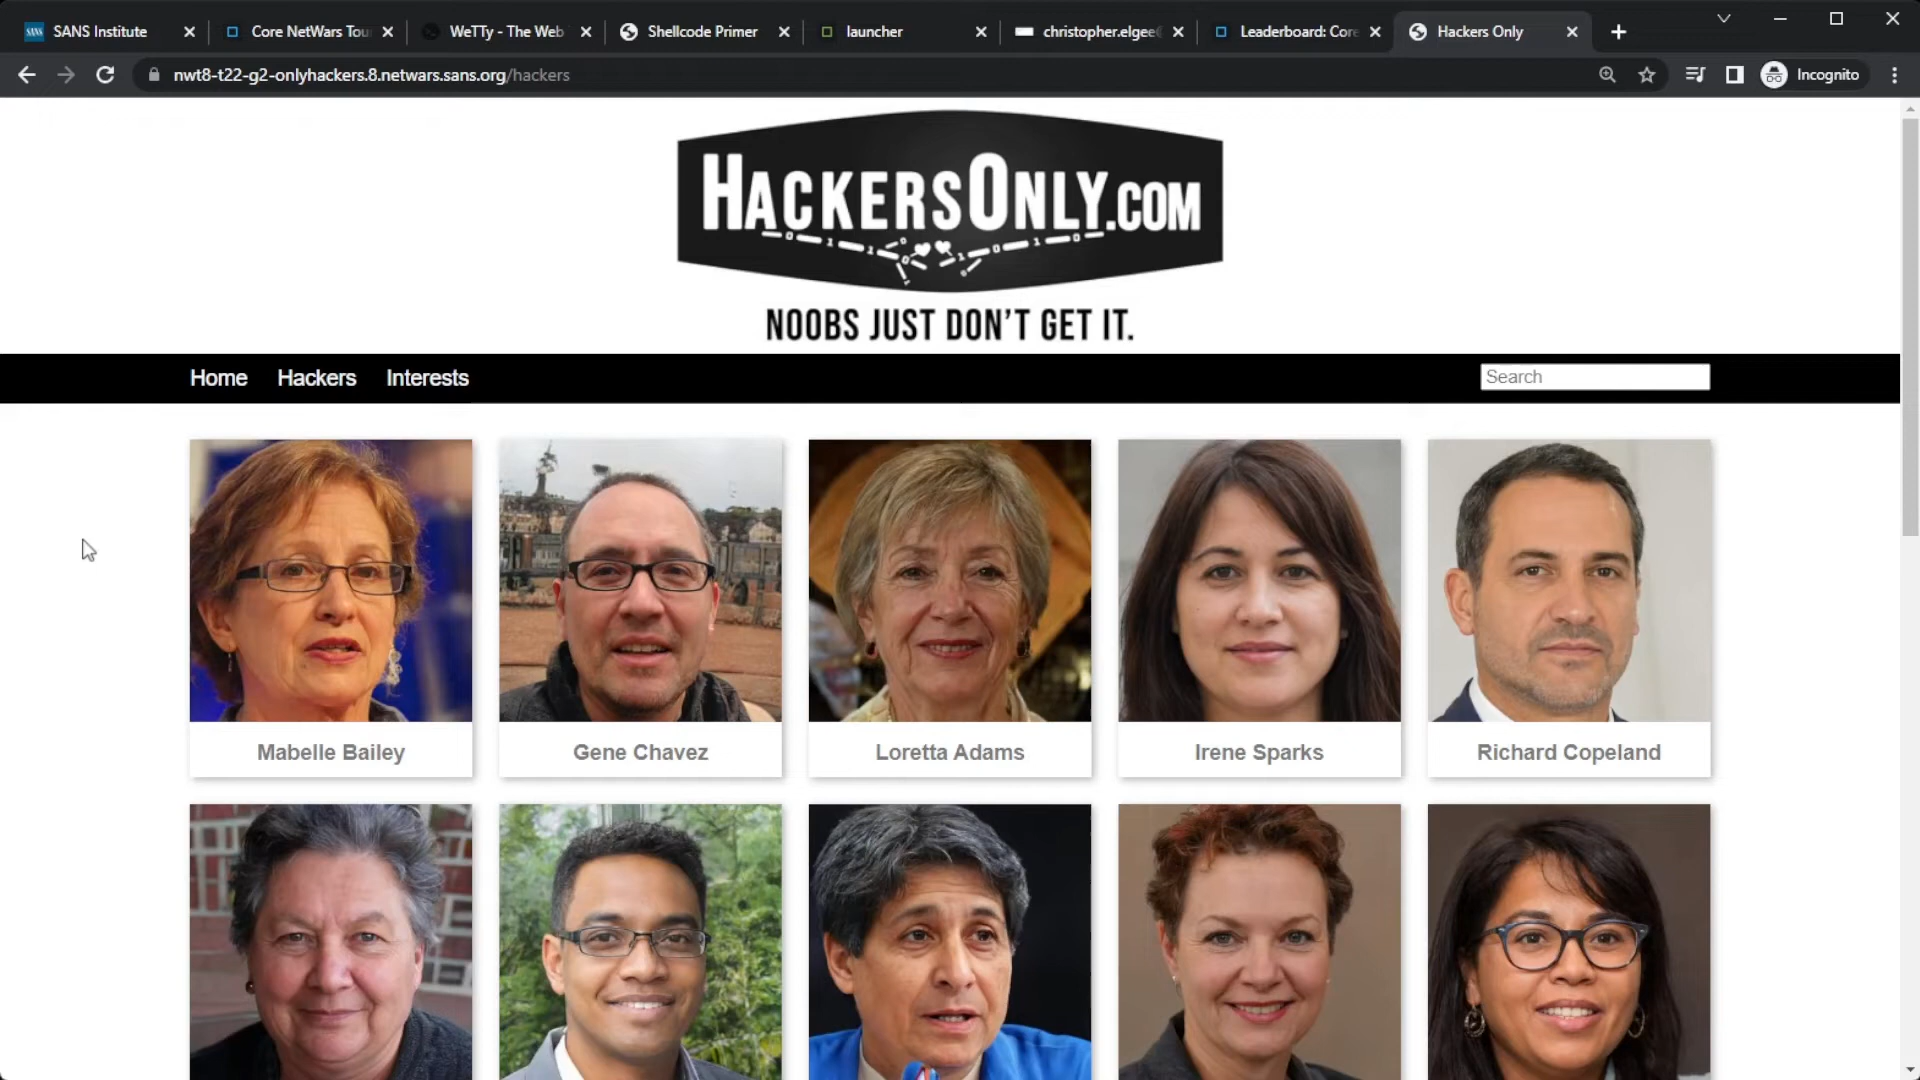 SANS Institute
Core NetWars Tou
WeTTy - The Web
Shellcode Primer
launcher
christopher.elgee@
Leaderboard: Core
Hackers Only
nwt8-t22-g2-onlyhackers.8.netwars.sans.org/hackers
Incognito
HACKERSONLY.COM
NOOBS JUST DON'T GET IT.
Home Hackers Interests Search
Mabelle Bailey
Gene Chavez
Loretta Adams
Irene Sparks
Richard Copeland